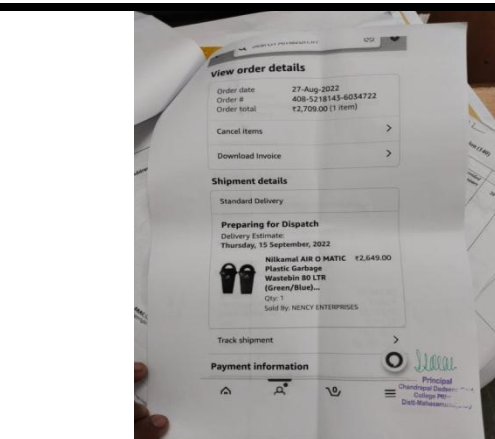 View order details
Order date 27-Aug-2022
Order # 408-5218143-6034722
Order total ₹2,709.00 (1 item)
Cancel items
Download Invoice
Shipment details
Standard Delivery
Preparing for Dispatch
Delivery Estimate:
Thursday, 15 September, 2022
Nilkamal AIR O MATIC ₹2,649.00
Plastic Garbage
Wastebin 80 LTR
(Green/Blue)...
Qty: 1
Sold By: NENCY ENTERPRISES
Track shipment
Payment information
Principal
College